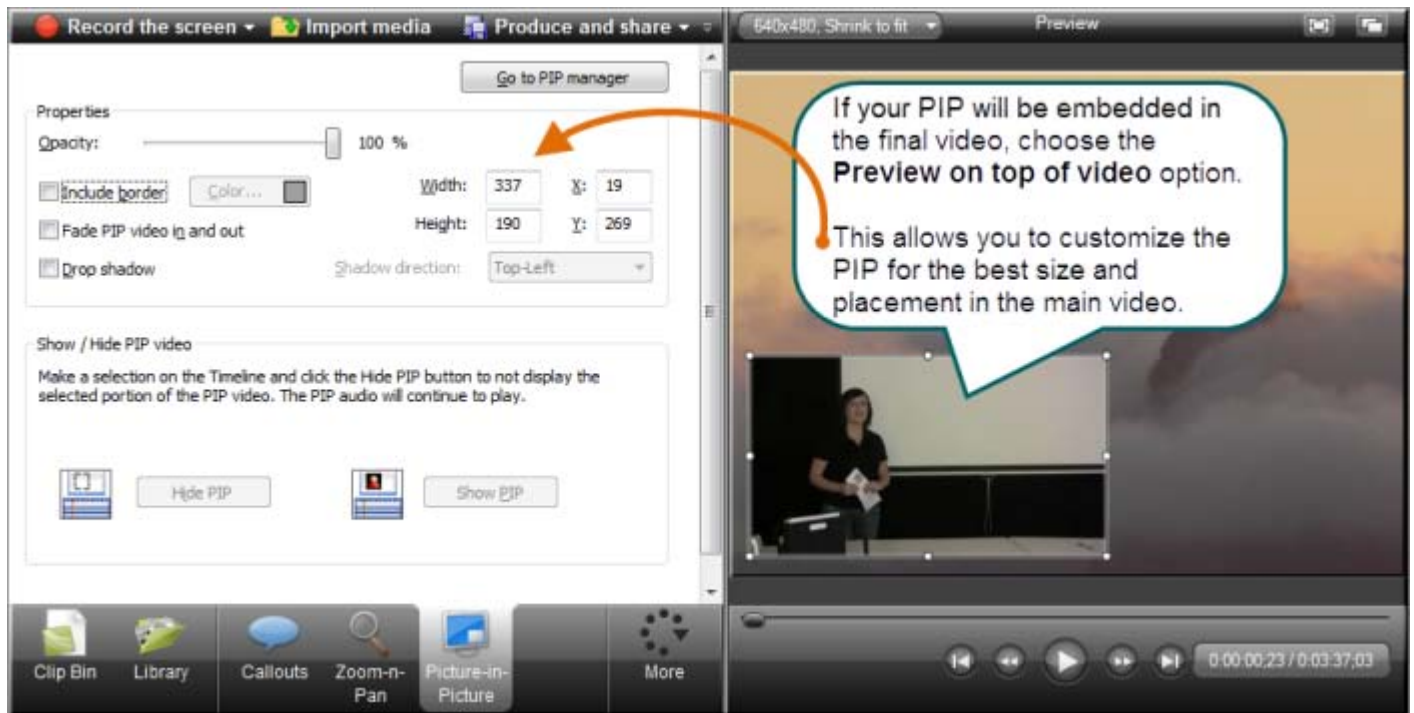 Record the screen Import media Produce and share
Go to PIP manager
Properties
Opacity: 100 %
Include border Color... Width: 337 X: 19
Fade PIP video in and out Height: 190 Y: 269
Drop shadow Shadow direction: Top-Left
Show / Hide PIP video
Make a selection on the Timeline and click the Hide PIP button to not display the
selected portion of the PIP video. The PIP audio will continue to play.
Hide PIP Show PIP
Clip Bin Library Callouts Zoom-n-
Pan Picture-in-
Picture More
640x480, Shrink to fit Preview
If your PIP will be embedded in
the final video, choose the
Preview on top of video option.
This allows you to customize the
PIP for the best size and
placement in the main video.
0:00:00;23 / 0:03:37;03